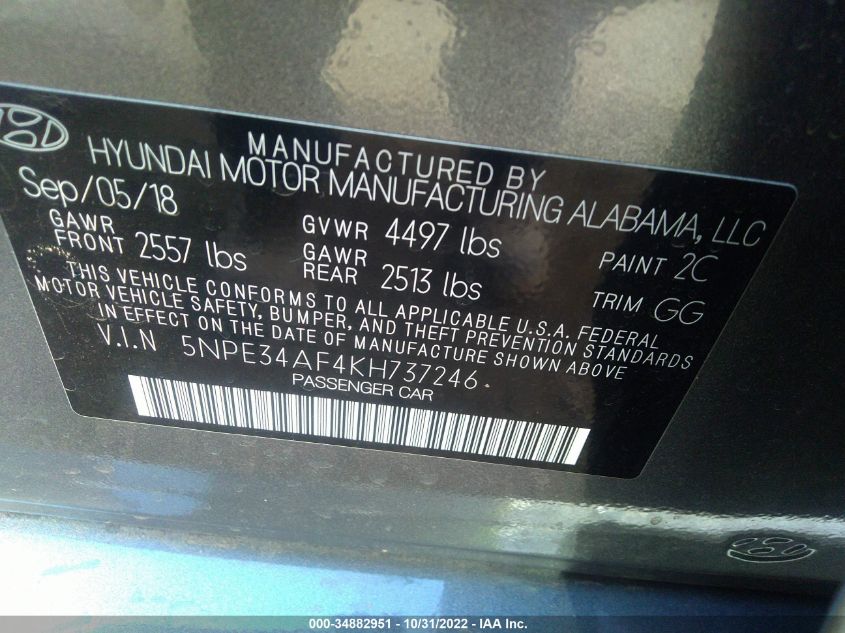 MANUFACTURED BY
HYUNDAI MOTOR MANUFACTURING ALABAMA, LLC
Sep/05/18
GAWR FRONT 2557 lbs
GVWR 4497 lbs
GAWR REAR 2513 lbs
PAINT 2C
TRIM GG
THIS VEHICLE CONFORMS TO ALL APPLICABLE U.S.A. FEDERAL
MOTOR VEHICLE SAFETY, BUMPER, AND THEFT PREVENTION STANDARDS
IN EFFECT ON THE DATE OF MANUFACTURE SHOWN ABOVE
V.I.N 5NPE34AF4KH737246
PASSENGER CAR
000-34882951 - 10/31/2022 - IAA Inc.